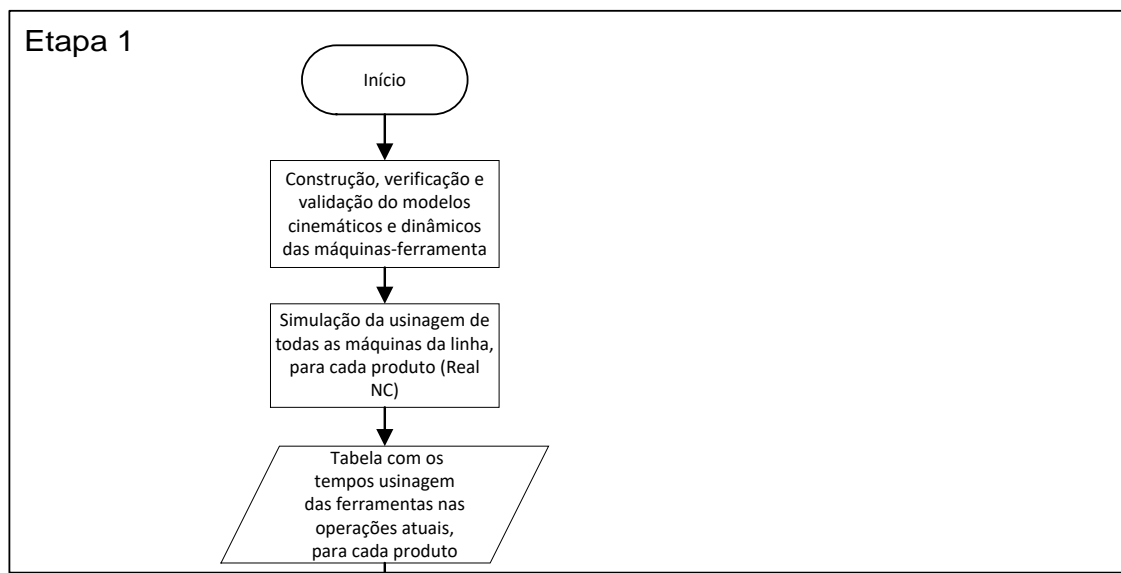 Etapa 1
Início
Construção, verificação e
validação do modelos
cinemáticos e dinâmicos
das máquinas-ferramenta
Simulação da usinagem de
todas as máquinas da linha,
para cada produto (Real
NC)
Tabela com os
tempos usinagem
das ferramentas nas
operações atuais,
para cada produto